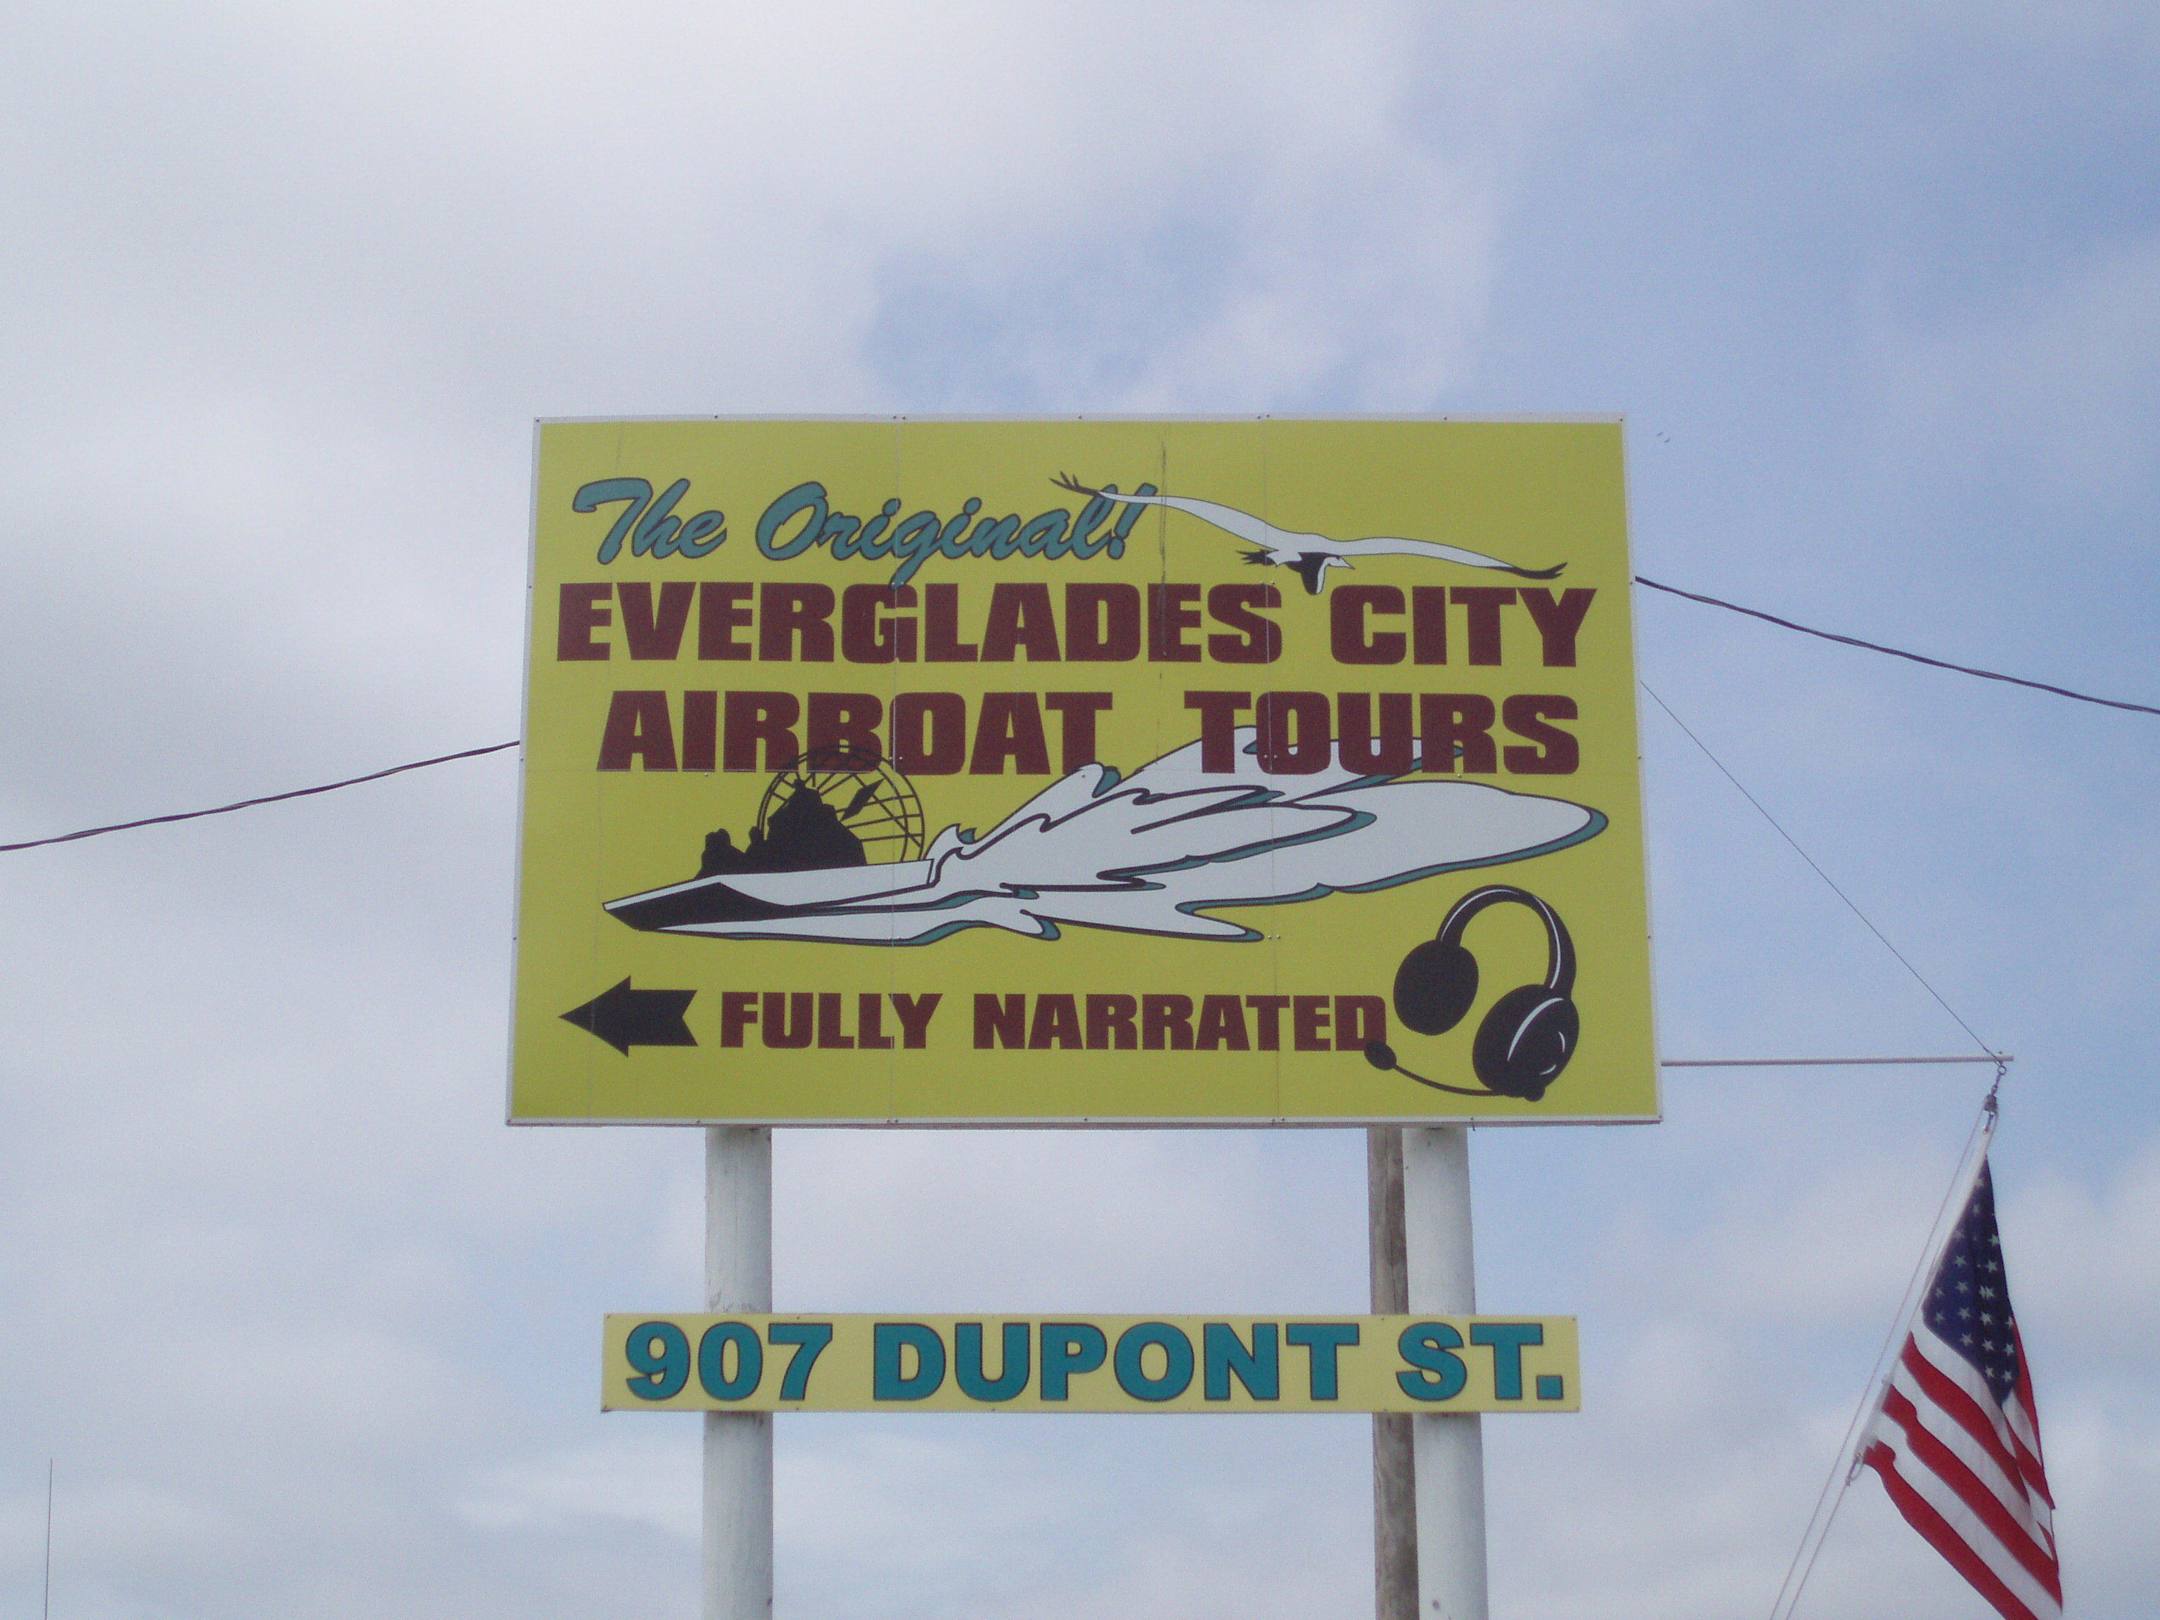 The Original!
EVERGLADES CITY
AIRBOAT TOURS
FULLY NARRATED
907 DUPONT ST.